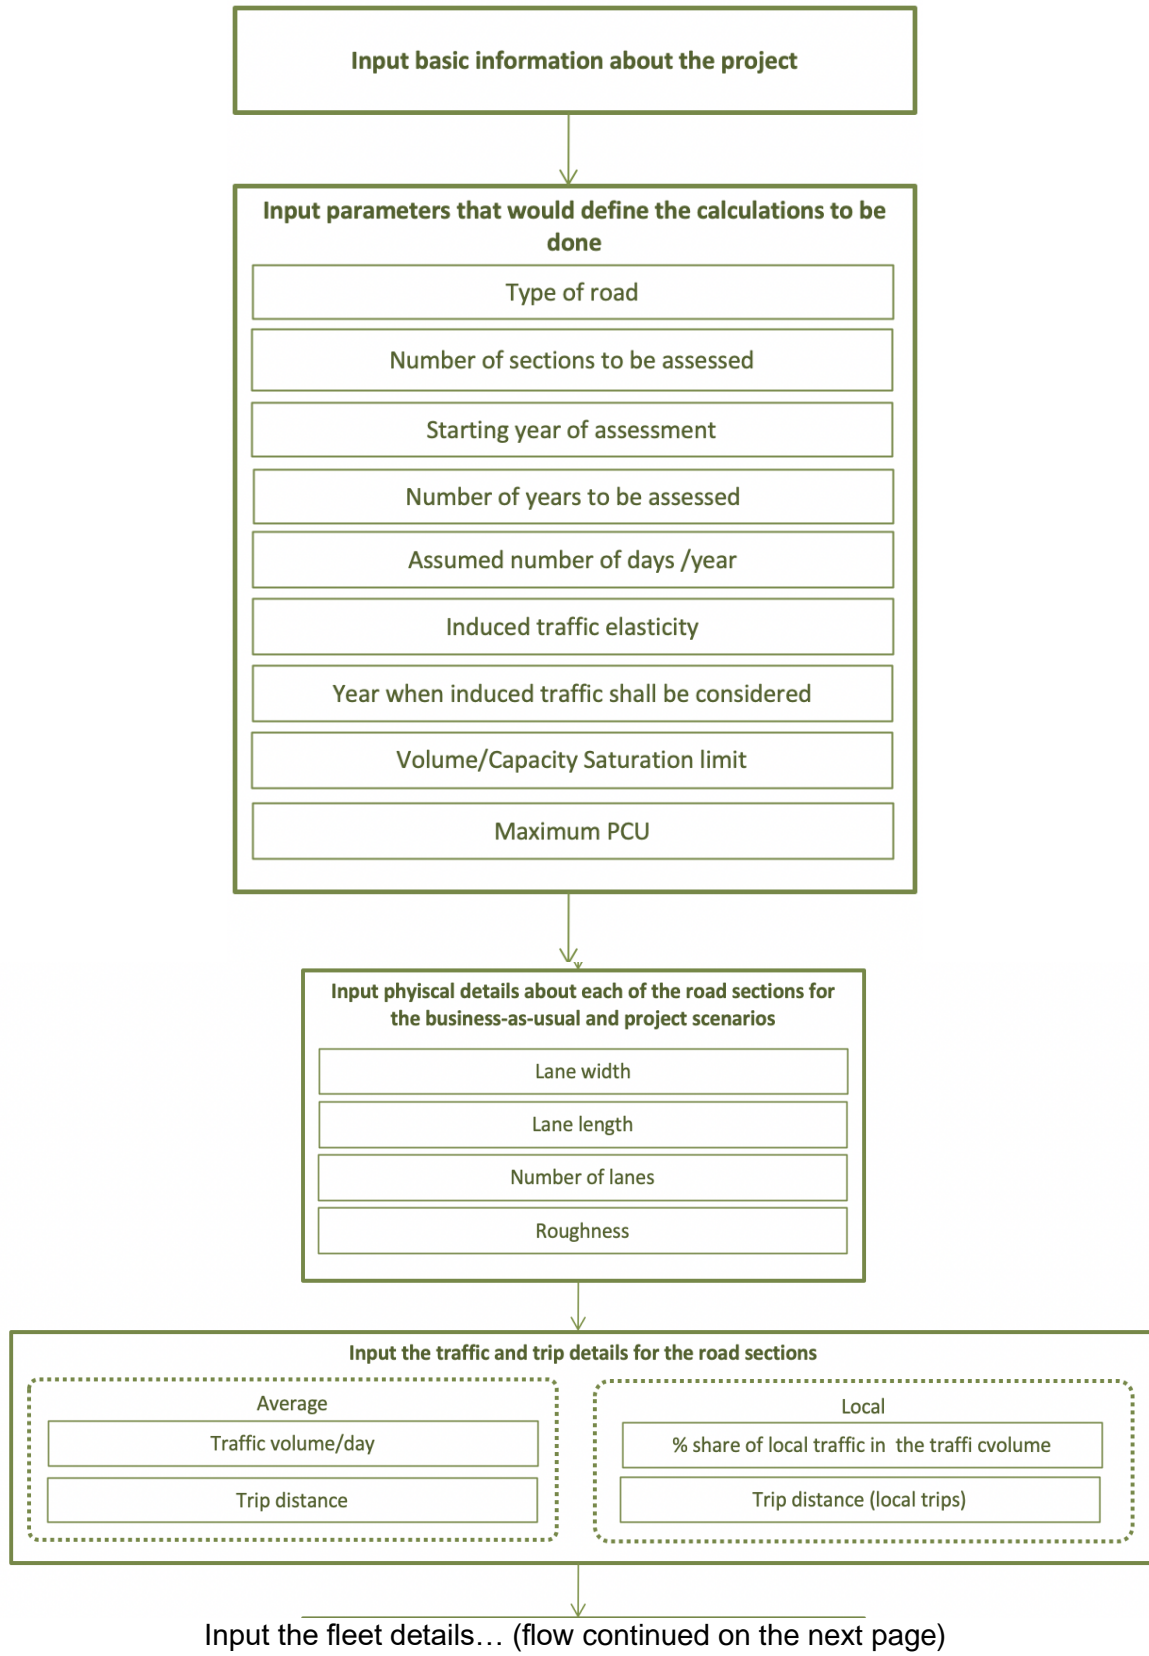 Input basic information about the project
Input parameters that would define the calculations to be
done
Type of road
Number of sections to be assessed
Starting year of assessment
Number of years to be assessed
Assumed number of days /year
Induced traffic elasticity
Year when induced traffic shall be considered
Volume/Capacity Saturation limit
Maximum PCU
Input phyiscal details about each of the road sections for
the business-as-usual and project scenarios
Lane width
Lane length
Number of lanes
Roughness
Input the traffic and trip details for the road sections
Average
Traffic volume/day
Trip distance
Local
% share of local traffic in  the traffi cvolume
Trip distance (local trips)
Input the fleet details… (flow continued on the next page)